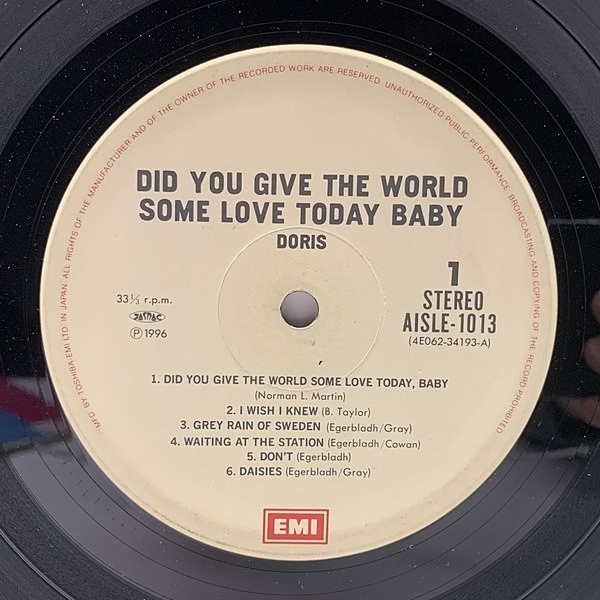 MFD BY TOSHIBA-EMI LTD IN JAPAN ALL RIGHTS OF THE MANUFACTURER AND OF THE OWNER OF THE RECORDED WORK ARE RESERVED. UNAUTHORIZED PUBLIC PERFORMANCE, BROADCASTING AND COPYING OF THE RECORD PROHIBITED
DID YOU GIVE THE WORLD
SOME LOVE TODAY BABY
DORIS
1
STEREO
AISLE-1013
(4E062-34193-A)
33⅓ r.p.m.
JASRAC
Ⓟ1996
1. DID YOU GIVE THE WORLD SOME LOVE TODAY, BABY
(Norman L. Martin)
2. I WISH I KNEW (B. Taylor)
3. GREY RAIN OF SWEDEN (Egerbladh/Gray)
4. WAITING AT THE STATION (Egerbladh/Cowan)
5. DON'T (Egerbladh)
6. DAISIES (Egerbladh/Gray)
EMI